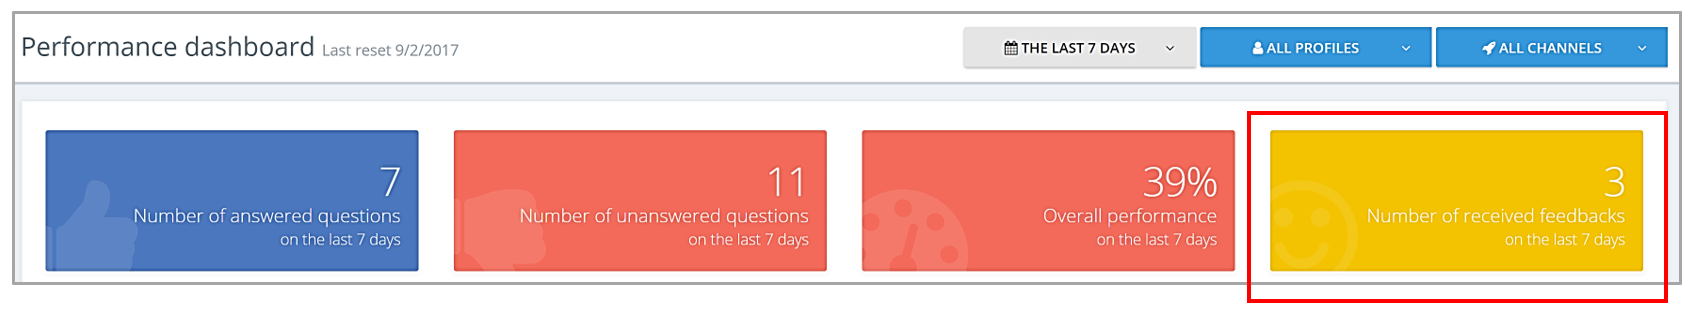 Performance dashboard Last reset 9/2/2017
THE LAST 7 DAYS
ALL PROFILES
ALL CHANNELS
7
Number of answered questions
on the last 7 days
11
Number of unanswered questions
on the last 7 days
39%
Overall performance
on the last 7 days
3
Number of received feedbacks
on the last 7 days